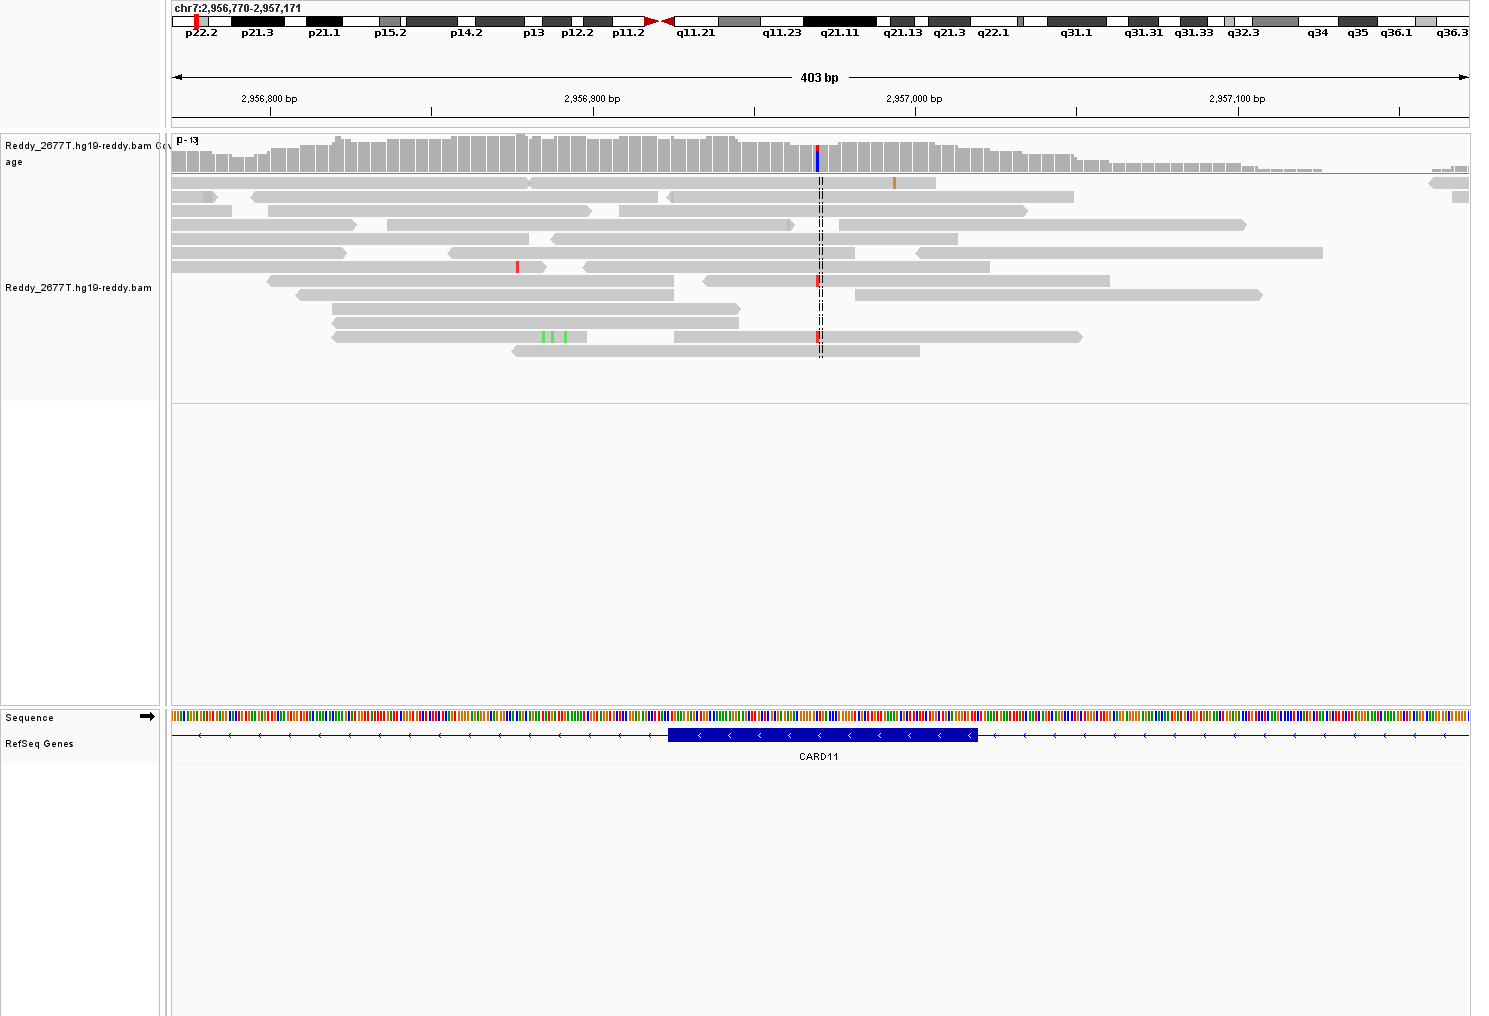 chr7:2,956,770-2,957,171
p22.2 p21.3 p21.1 p15.2 p14.2 p13 p12.2 p11.2 q11.21 q11.23 q21.11 q21.13 q21.3 q22.1 q31.1 q31.31 q31.33 q32.3 q34 q35 q36.1 q36.3
403 bp
2,956,800 bp 2,956,900 bp 2,957,000 bp 2,957,100 bp
[0 - 13]
Reddy_2677T.hg19-reddy.bam Cov
age
Reddy_2677T.hg19-reddy.bam
Sequence
RefSeq Genes
CARD11